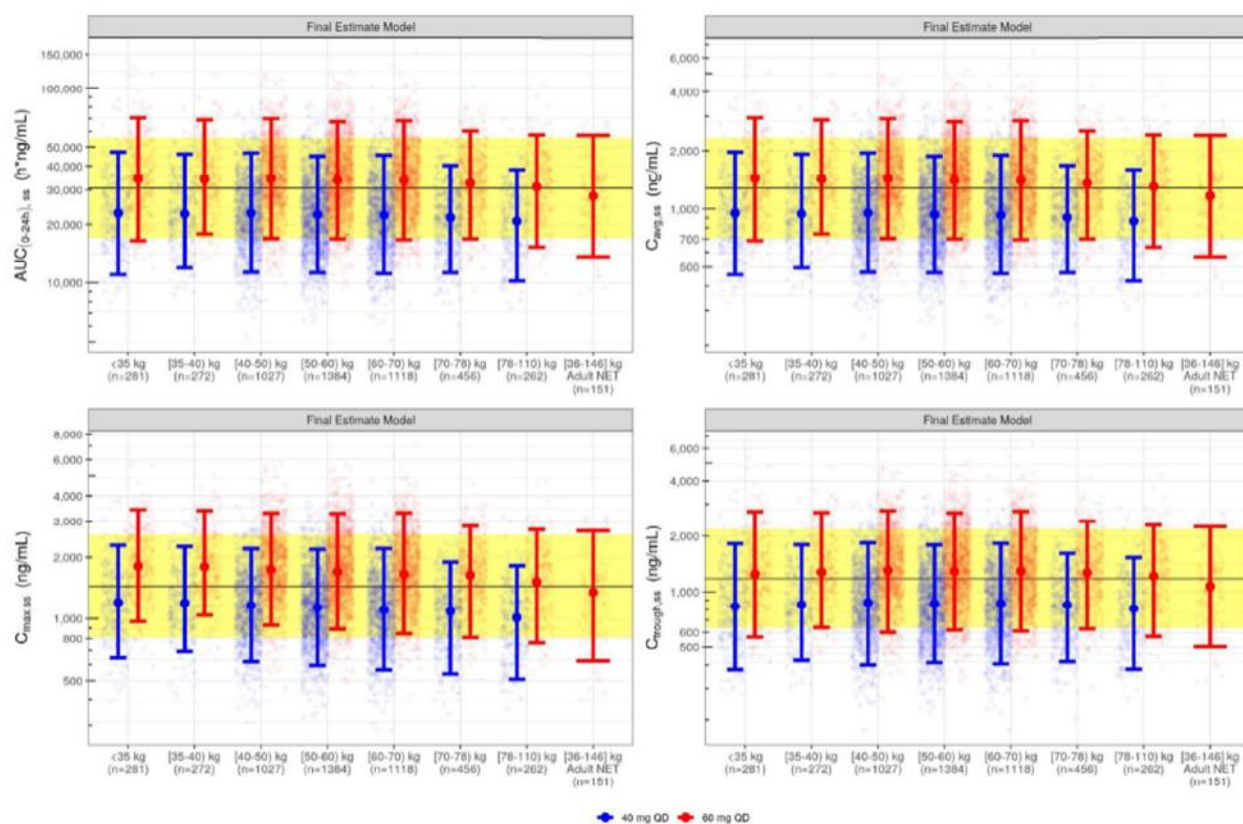 Final Estimate Model
AUC(0-24h), ss (h*ng/mL)
150,000
100,000
50,000
40,000
30,000
20,000
10,000
<35 kg [35-40) kg [40-50) kg [50-60) kg [60-70) kg [70-78) kg [78-110) kg [36-146] kg
(n=281) (n=272) (n=1027) (n=1384) (n=1118) (n=456) (n=262) Adult NET
(n=151)
Final Estimate Model
Cavg,ss (ng/mL)
6,000
4,000
2,000
1,000
700
500
<35 kg [35-40) kg [40-50) kg [50-60) kg [60-70) kg [70-78) kg [78-110) kg [36-146] kg
(n=281) (n=272) (n=1027) (n=1384) (n=1118) (n=456) (n=262) Adult NET
(n=151)
Final Estimate Model
Cmax,ss (ng/mL)
8,000
6,000
4,000
3,000
2,000
1,000
800
500
<35 kg [35-40) kg [40-50) kg [50-60) kg [60-70) kg [70-78) kg [78-110) kg [36-146] kg
(n=281) (n=272) (n=1027) (n=1384) (n=1118) (n=456) (n=262) Adult NET
(n=151)
Final Estimate Model
Ctrough,ss (ng/mL)
6,000
4,000
2,000
1,000
600
500
<35 kg [35-40) kg [40-50) kg [50-60) kg [60-70) kg [70-78) kg [78-110) kg [36-146] kg
(n=281) (n=272) (n=1027) (n=1384) (n=1118) (n=456) (n=262) Adult NET
(n=151)
40 mg QD 60 mg QD